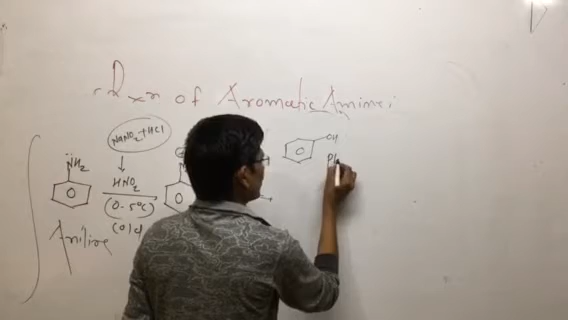 Rxn of Aromatic Amines:
NaNO2 + HCl
NH2
HNO2
(0-5°C)
Cold
Aniline
OH
Ph